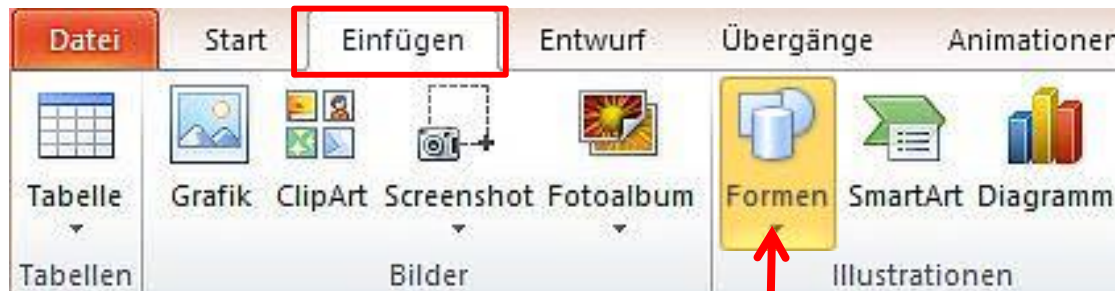 Datei Start Einfügen Entwurf Übergänge Animationen
Tabelle Grafik ClipArt Screenshot Fotoalbum Formen SmartArt Diagramm
Tabellen Bilder Illustrationen